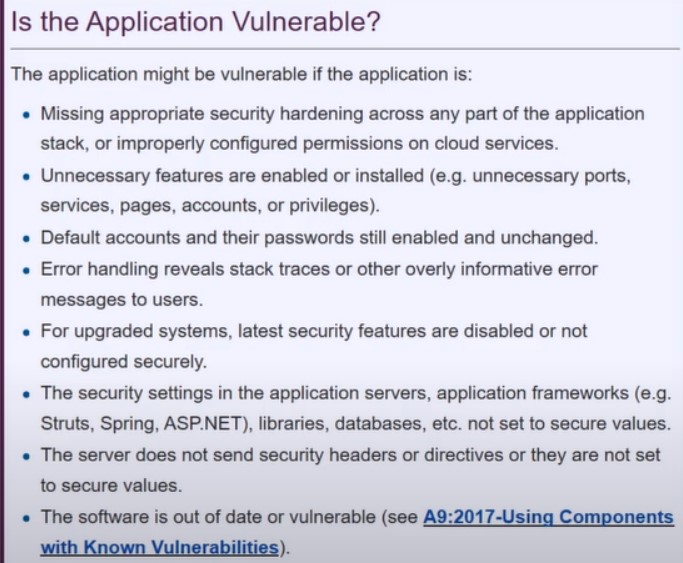 Is the Application Vulnerable?
The application might be vulnerable if the application is:
• Missing appropriate security hardening across any part of the application
stack, or improperly configured permissions on cloud services.
• Unnecessary features are enabled or installed (e.g. unnecessary ports,
services, pages, accounts, or privileges).
• Default accounts and their passwords still enabled and unchanged.
• Error handling reveals stack traces or other overly informative error
messages to users.
• For upgraded systems, latest security features are disabled or not
configured securely.
• The security settings in the application servers, application frameworks (e.g.
Struts, Spring, ASP.NET), libraries, databases, etc. not set to secure values.
• The server does not send security headers or directives or they are not set
to secure values.
• The software is out of date or vulnerable (see A9:2017-Using Components
with Known Vulnerabilities).